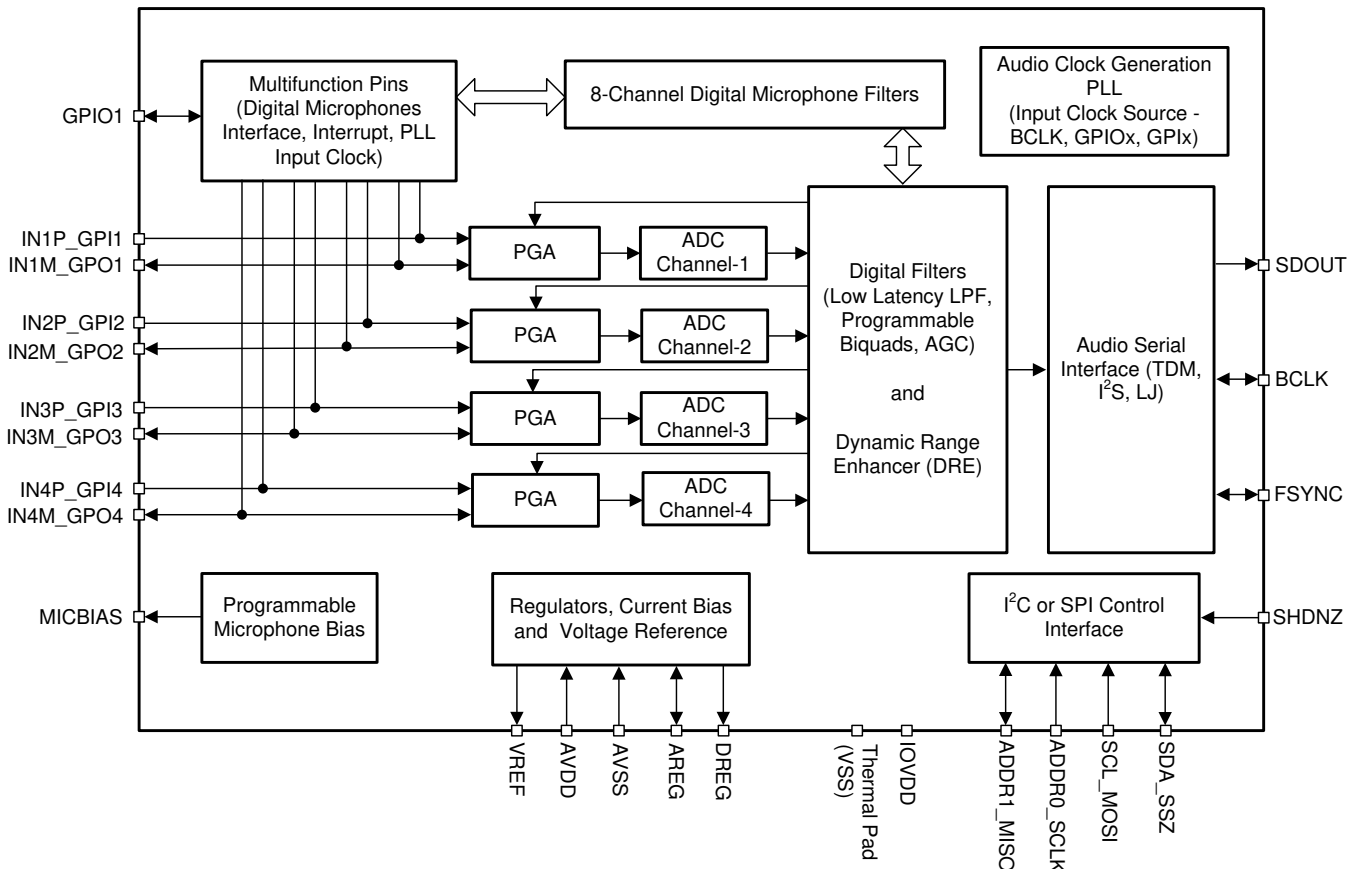 Multifunction Pins
(Digital Microphones
Interface, Interrupt, PLL
Input Clock)
8-Channel Digital Microphone Filters
Audio Clock Generation
PLL
(Input Clock Source -
BCLK, GPIOx, GPIx)
GPIO1
IN1P_GPI1
IN1M_GPO1
IN2P_GPI2
IN2M_GPO2
IN3P_GPI3
IN3M_GPO3
IN4P_GPI4
IN4M_GPO4
PGA
ADC
Channel-1
PGA
ADC
Channel-2
PGA
ADC
Channel-3
PGA
ADC
Channel-4
Digital Filters
(Low Latency LPF,
Programmable
Biquads, AGC)
and
Dynamic Range
Enhancer (DRE)
Audio Serial
Interface (TDM,
I²S, LJ)
SDOUT
BCLK
FSYNC
MICBIAS
Programmable
Microphone Bias
Regulators, Current Bias
and Voltage Reference
I²C or SPI Control
Interface
SHDNZ
VREF
AVDD
AVSS
AREG
DREG
Thermal Pad
(VSS)
IOVDD
ADDR1_MISO
ADDR0_SCLK
SCL_MOSI
SDA_SSZ